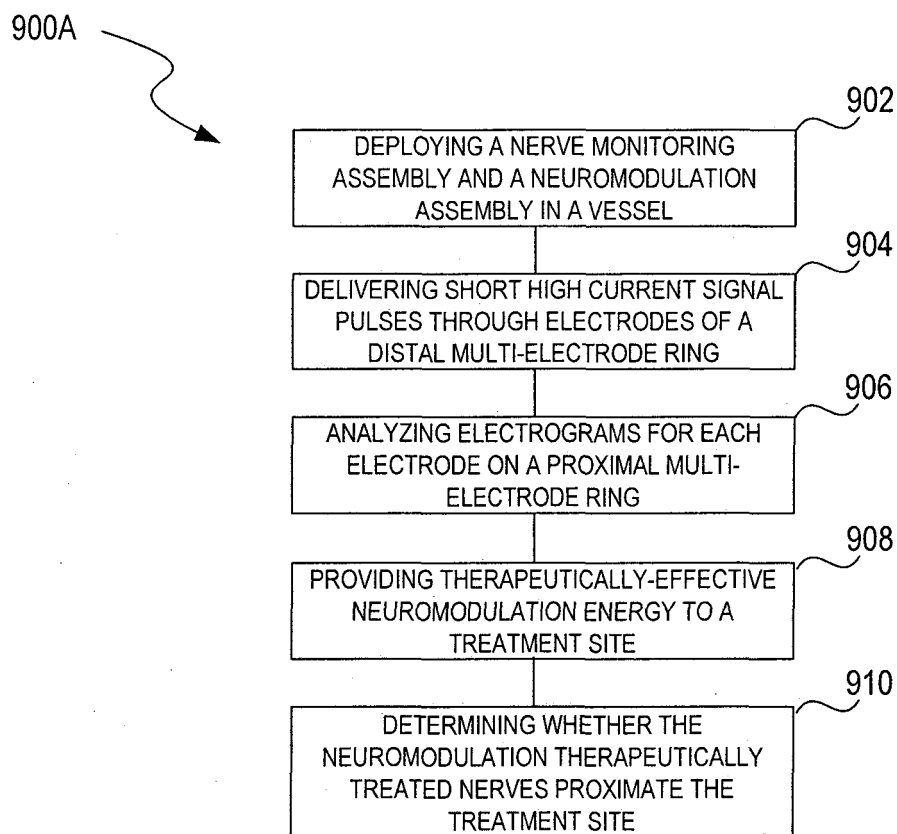 900A
902
DEPLOYING A NERVE MONITORING
ASSEMBLY AND A NEUROMODULATION
ASSEMBLY IN A VESSEL
904
DELIVERING SHORT HIGH CURRENT SIGNAL
PULSES THROUGH ELECTRODES OF A
DISTAL MULTI-ELECTRODE RING
906
ANALYZING ELECTROGRAMS FOR EACH
ELECTRODE ON A PROXIMAL MULTI-
ELECTRODE RING
908
PROVIDING THERAPEUTICALLY-EFFECTIVE
NEUROMODULATION ENERGY TO A
TREATMENT SITE
910
DETERMINING WHETHER THE
NEUROMODULATION THERAPEUTICALLY
TREATED NERVES PROXIMATE THE
TREATMENT SITE